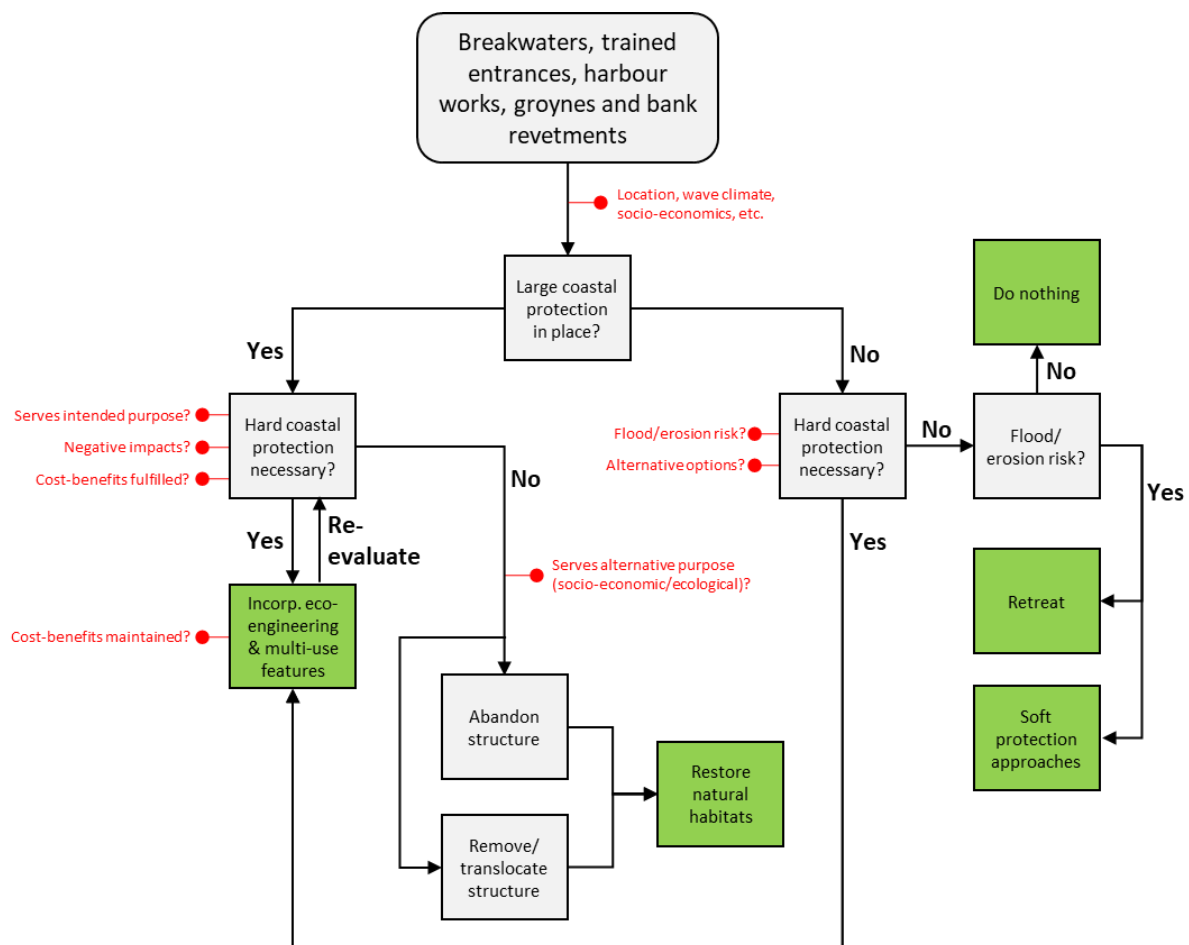 Breakwaters, trained
entrances, harbour
works, groynes and bank
revetments
Location, wave climate,
socio-economics, etc.
Large coastal
protection
in place?
Do nothing
Yes
No
No
Serves intended purpose?
Negative impacts?
Cost-benefits fulfilled?
Hard coastal
protection
necessary?
Flood/erosion risk?
Alternative options?
Hard coastal
protection
necessary?
No
Flood/
erosion risk?
No
Yes
Yes
Re-
evaluate
Yes
Serves alternative purpose
(socio-economic/ecological)?
Cost-benefits maintained?
Incorp. eco-
engineering
& multi-use
features
Retreat
Abandon
structure
Soft
protection
approaches
Restore
natural
habitats
Remove/
translocate
structure